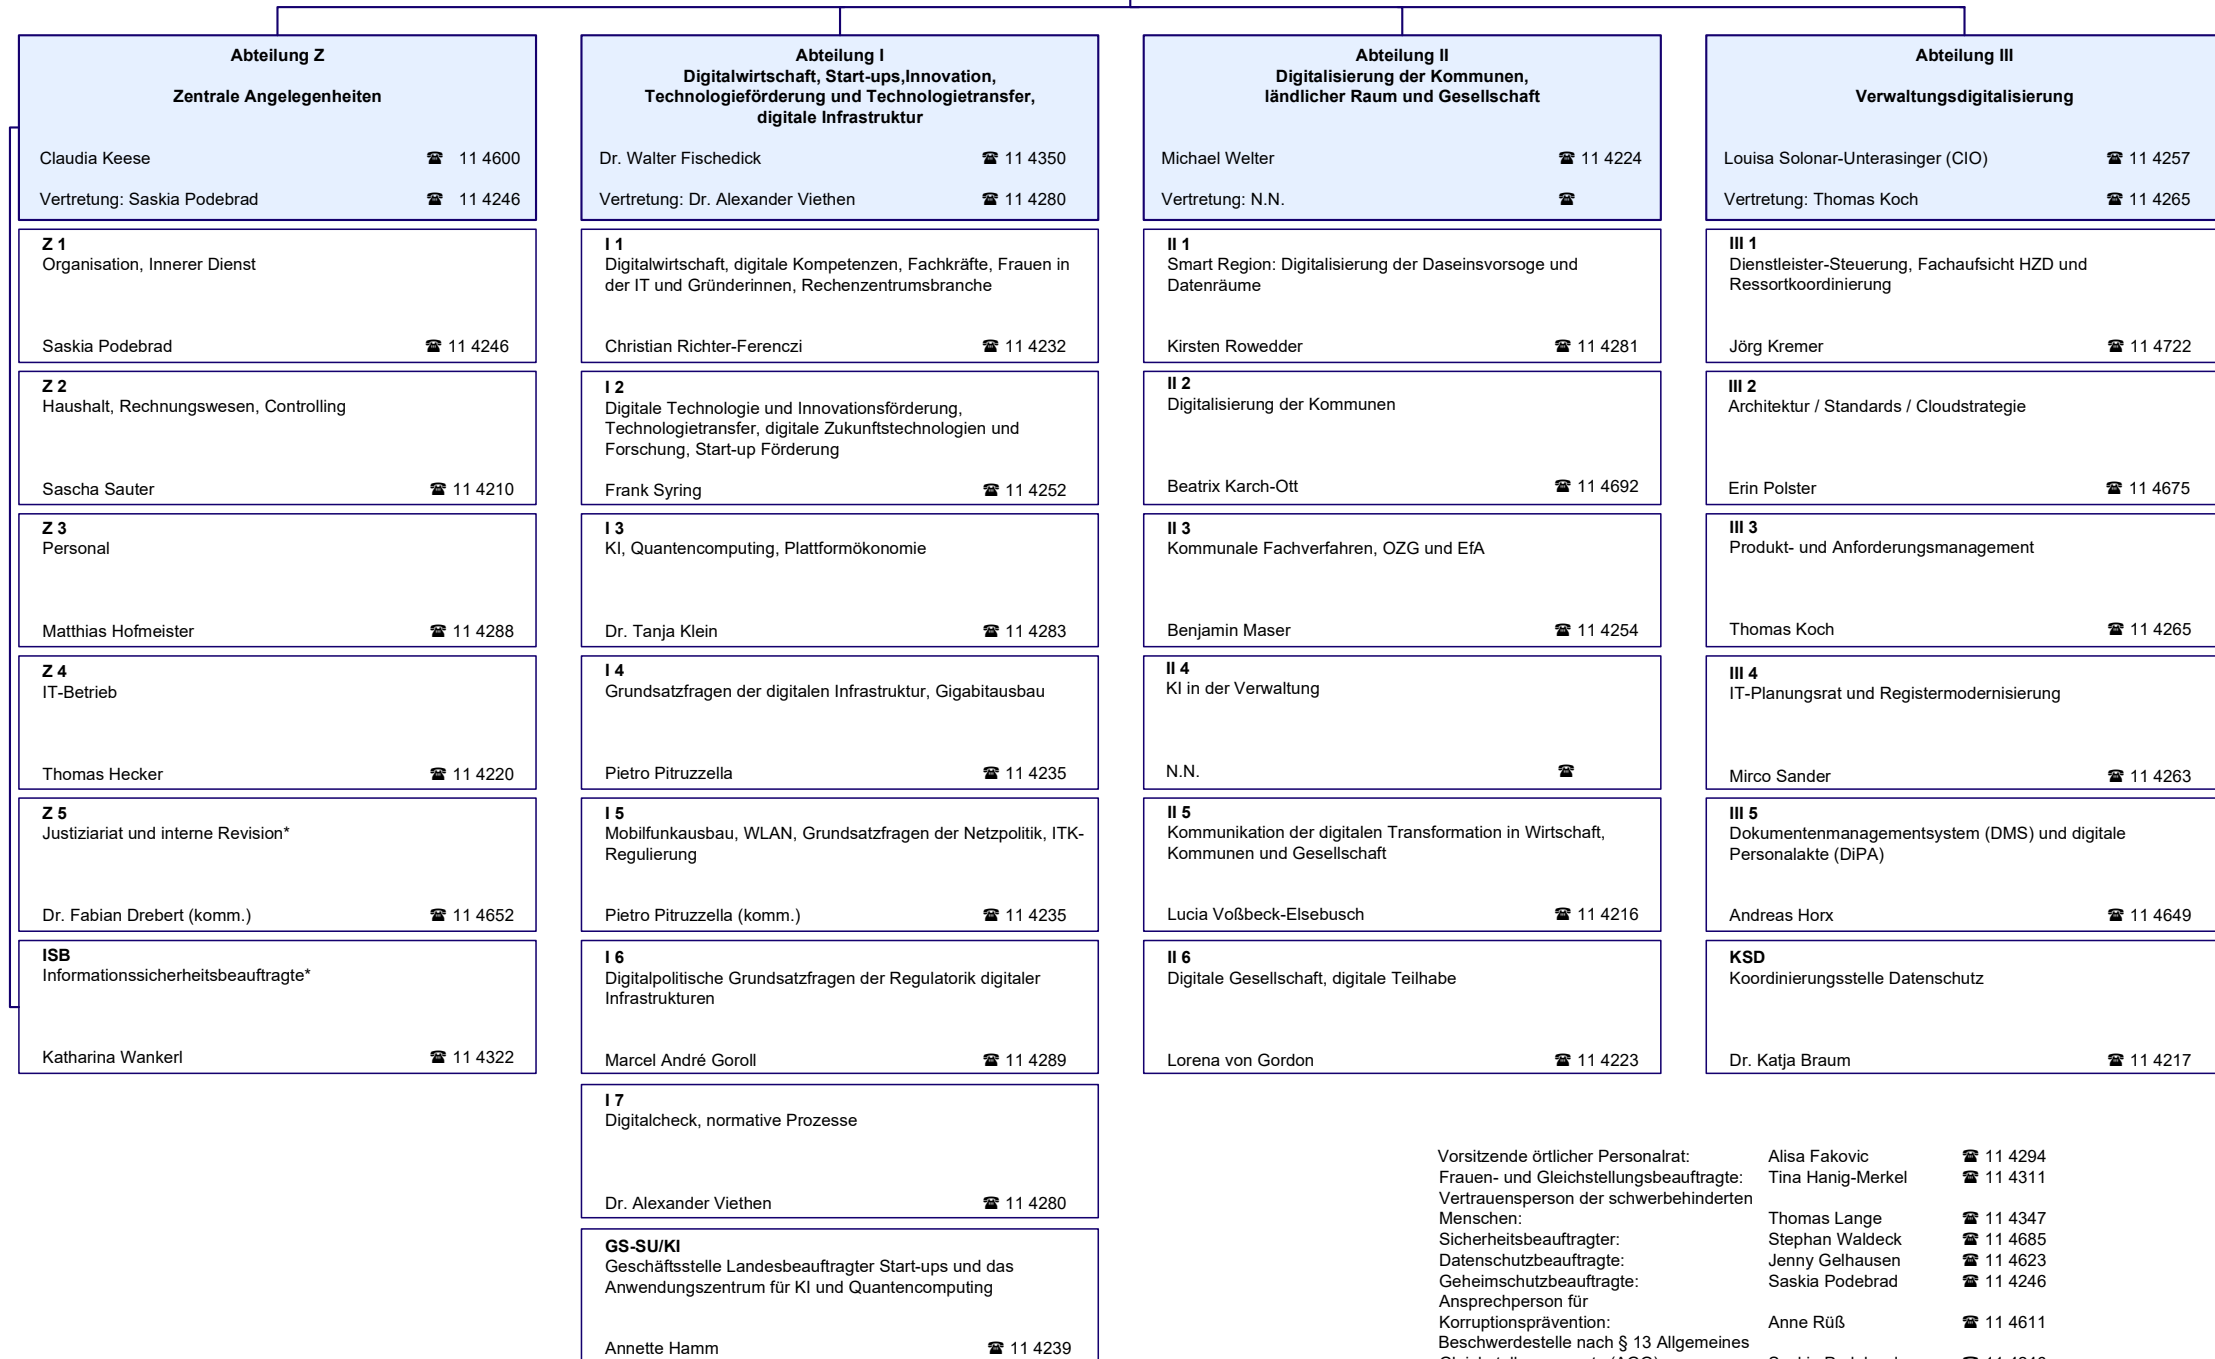 Abteilung Z
Zentrale Angelegenheiten
Claudia Keese ☎ 11 4600
Vertretung: Saskia Podebrad ☎ 11 4246
Z 1
Organisation, Innerer Dienst
Saskia Podebrad ☎ 11 4246
Z 2
Haushalt, Rechnungswesen, Controlling
Sascha Sauter ☎ 11 4210
Z 3
Personal
Matthias Hofmeister ☎ 11 4288
Z 4
IT-Betrieb
Thomas Hecker ☎ 11 4220
Z 5
Justiziariat und interne Revision*
Dr. Fabian Drebert (komm.) ☎ 11 4652
ISB
Informationssicherheitsbeauftragte*
Katharina Wankerl ☎ 11 4322
Abteilung I
Digitalwirtschaft, Start-ups,Innovation,
Technologieförderung und Technologietransfer,
digitale Infrastruktur
Dr. Walter Fischedick ☎ 11 4350
Vertretung: Dr. Alexander Viethen ☎ 11 4280
I 1
Digitalwirtschaft, digitale Kompetenzen, Fachkräfte, Frauen in
der IT und Gründerinnen, Rechenzentrumsbranche
Christian Richter-Ferenczi ☎ 11 4232
I 2
Digitale Technologie und Innovationsförderung,
Technologietransfer, digitale Zukunftstechnologien und
Forschung, Start-up Förderung
Frank Syring ☎ 11 4252
I 3
KI, Quantencomputing, Plattformökonomie
Dr. Tanja Klein ☎ 11 4283
I 4
Grundsatzfragen der digitalen Infrastruktur, Gigabitausbau
Pietro Pitruzzella ☎ 11 4235
I 5
Mobilfunkausbau, WLAN, Grundsatzfragen der Netzpolitik, ITK-
Regulierung
Pietro Pitruzzella (komm.) ☎ 11 4235
I 6
Digitalpolitische Grundsatzfragen der Regulatorik digitaler
Infrastrukturen
Marcel André Goroll ☎ 11 4289
I 7
Digitalcheck, normative Prozesse
Dr. Alexander Viethen ☎ 11 4280
GS-SU/KI
Geschäftsstelle Landesbeauftragter Start-ups und das
Anwendungszentrum für KI und Quantencomputing
Annette Hamm ☎ 11 4239
Abteilung II
Digitalisierung der Kommunen,
ländlicher Raum und Gesellschaft
Michael Welter ☎ 11 4224
Vertretung: N.N. ☎
II 1
Smart Region: Digitalisierung der Daseinsvorsoge und
Datenräume
Kirsten Rowedder ☎ 11 4281
II 2
Digitalisierung der Kommunen
Beatrix Karch-Ott ☎ 11 4692
II 3
Kommunale Fachverfahren, OZG und EfA
Benjamin Maser ☎ 11 4254
II 4
KI in der Verwaltung
N.N. ☎
II 5
Kommunikation der digitalen Transformation in Wirtschaft,
Kommunen und Gesellschaft
Lucia Voßbeck-Elsebusch ☎ 11 4216
II 6
Digitale Gesellschaft, digitale Teilhabe
Lorena von Gordon ☎ 11 4223
Abteilung III
Verwaltungsdigitalisierung
Louisa Solonar-Unterasinger (CIO) ☎ 11 4257
Vertretung: Thomas Koch ☎ 11 4265
III 1
Dienstleister-Steuerung, Fachaufsicht HZD und
Ressortkoordinierung
Jörg Kremer ☎ 11 4722
III 2
Architektur / Standards / Cloudstrategie
Erin Polster ☎ 11 4675
III 3
Produkt- und Anforderungsmanagement
Thomas Koch ☎ 11 4265
III 4
IT-Planungsrat und Registermodernisierung
Mirco Sander ☎ 11 4263
III 5
Dokumentenmanagementsystem (DMS) und digitale
Personalakte (DiPA)
Andreas Horx ☎ 11 4649
KSD
Koordinierungsstelle Datenschutz
Dr. Katja Braum ☎ 11 4217
Vorsitzende örtlicher Personalrat: Alisa Fakovic ☎ 11 4294
Frauen- und Gleichstellungsbeauftragte: Tina Hanig-Merkel ☎ 11 4311
Vertrauensperson der schwerbehinderten
Menschen: Thomas Lange ☎ 11 4347
Sicherheitsbeauftragter: Stephan Waldeck ☎ 11 4685
Datenschutzbeauftragte: Jenny Gelhausen ☎ 11 4623
Geheimschutzbeauftragte: Saskia Podebrad ☎ 11 4246
Ansprechperson für
Korruptionsprävention: Anne Rüß ☎ 11 4611
Beschwerdestelle nach § 13 Allgemeines